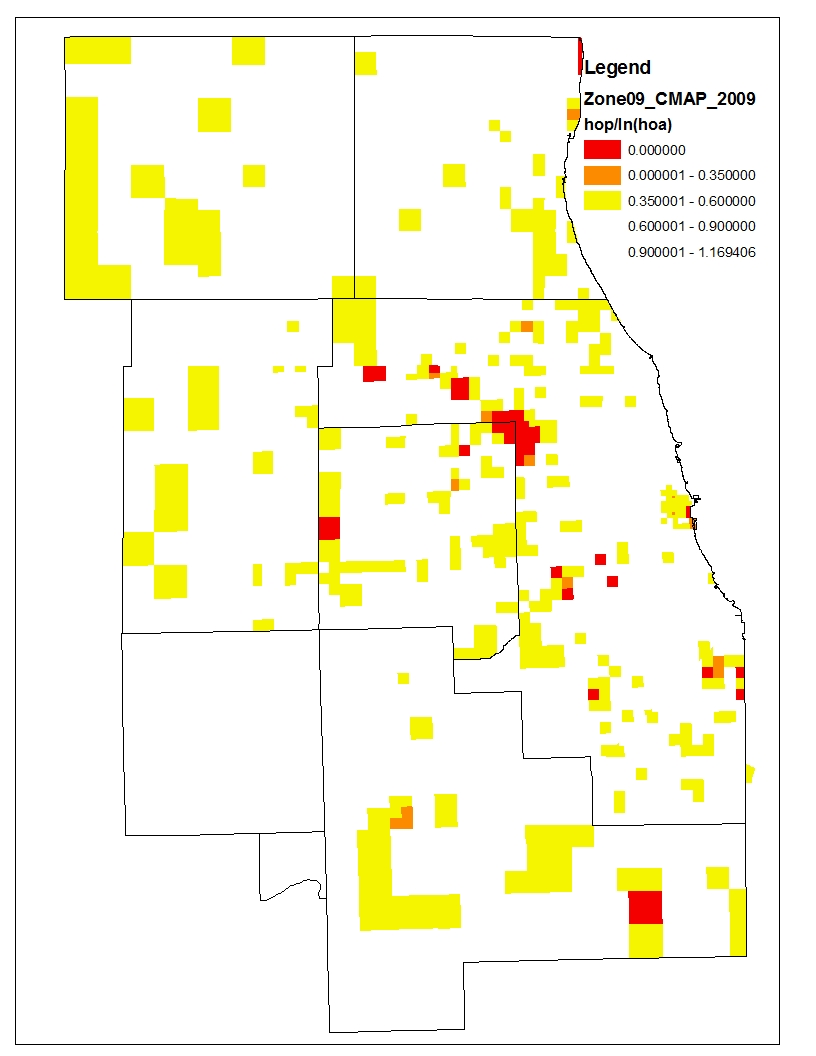 Legend
Zone09_CMAP_2009
hop/ln(hoa)
0.000000
0.000001 - 0.350000
0.350001 - 0.600000
0.600001 - 0.900000
0.900001 - 1.169406